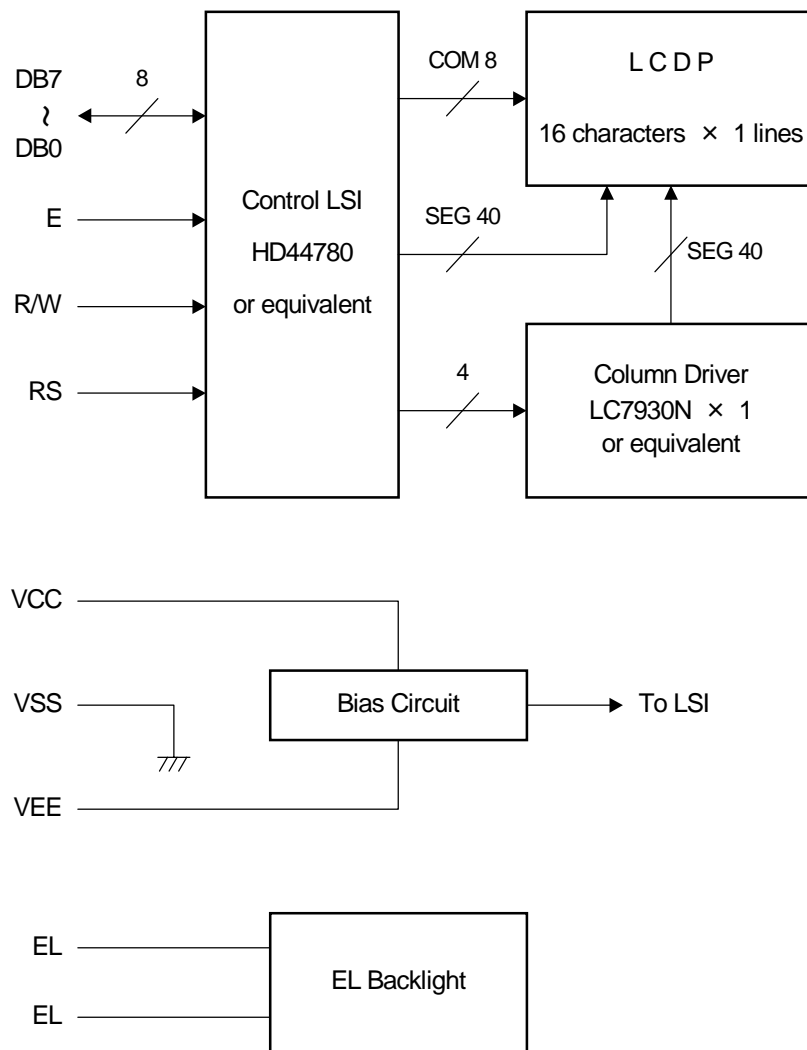 DB7
~
DB0
8
E
R/W
RS
Control LSI
HD44780
or equivalent
COM 8
SEG 40
4
L C D P
16 characters × 1 lines
SEG 40
Column Driver
LC7930N × 1
or equivalent
VCC
VSS
VEE
Bias Circuit
To LSI
EL
EL
EL Backlight